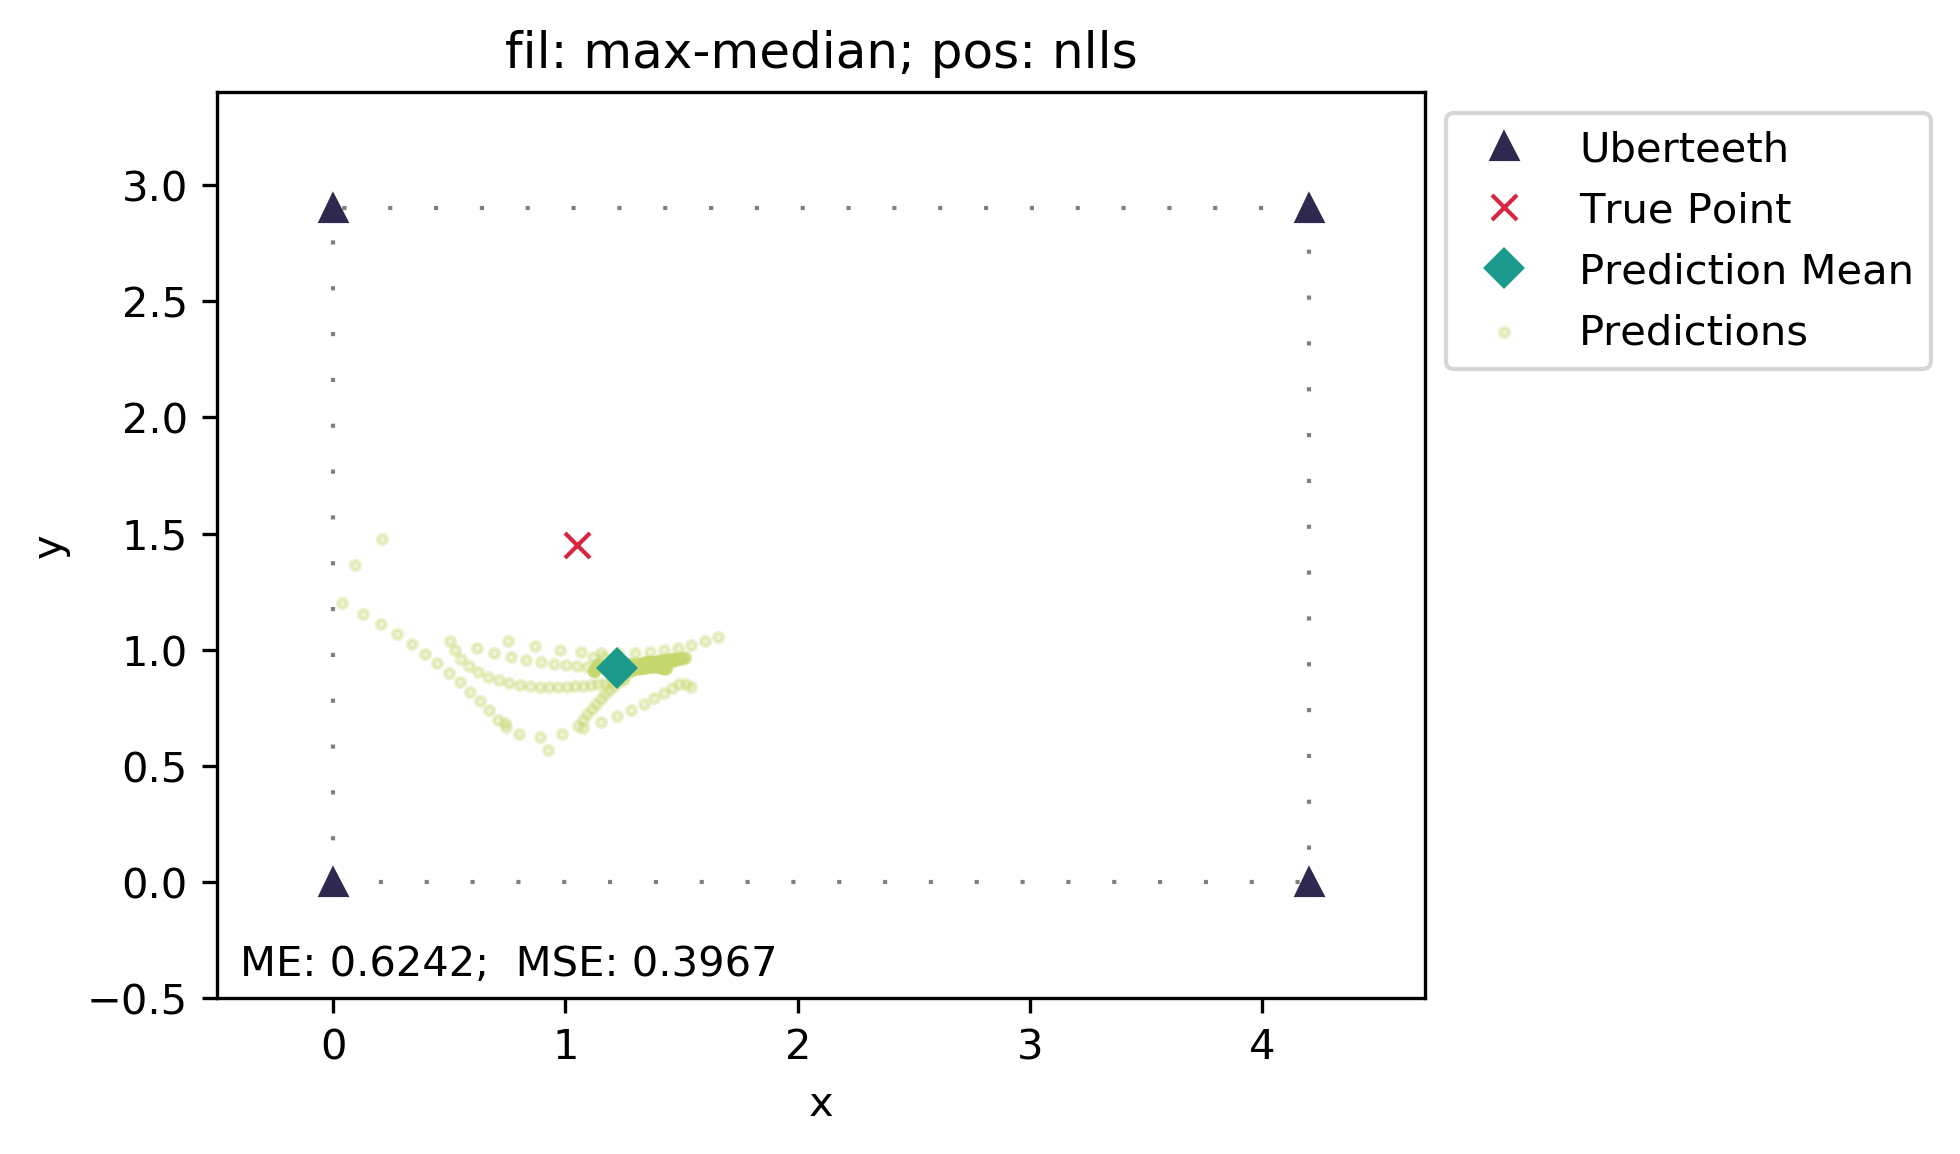 fil: max-median; pos: nlls
Uberteeth
True Point
Prediction Mean
Predictions
3.0
2.5
2.0
1.5
1.0
0.5
0.0
−0.5
y
ME: 0.6242;  MSE: 0.3967
0 1 2 3 4
x